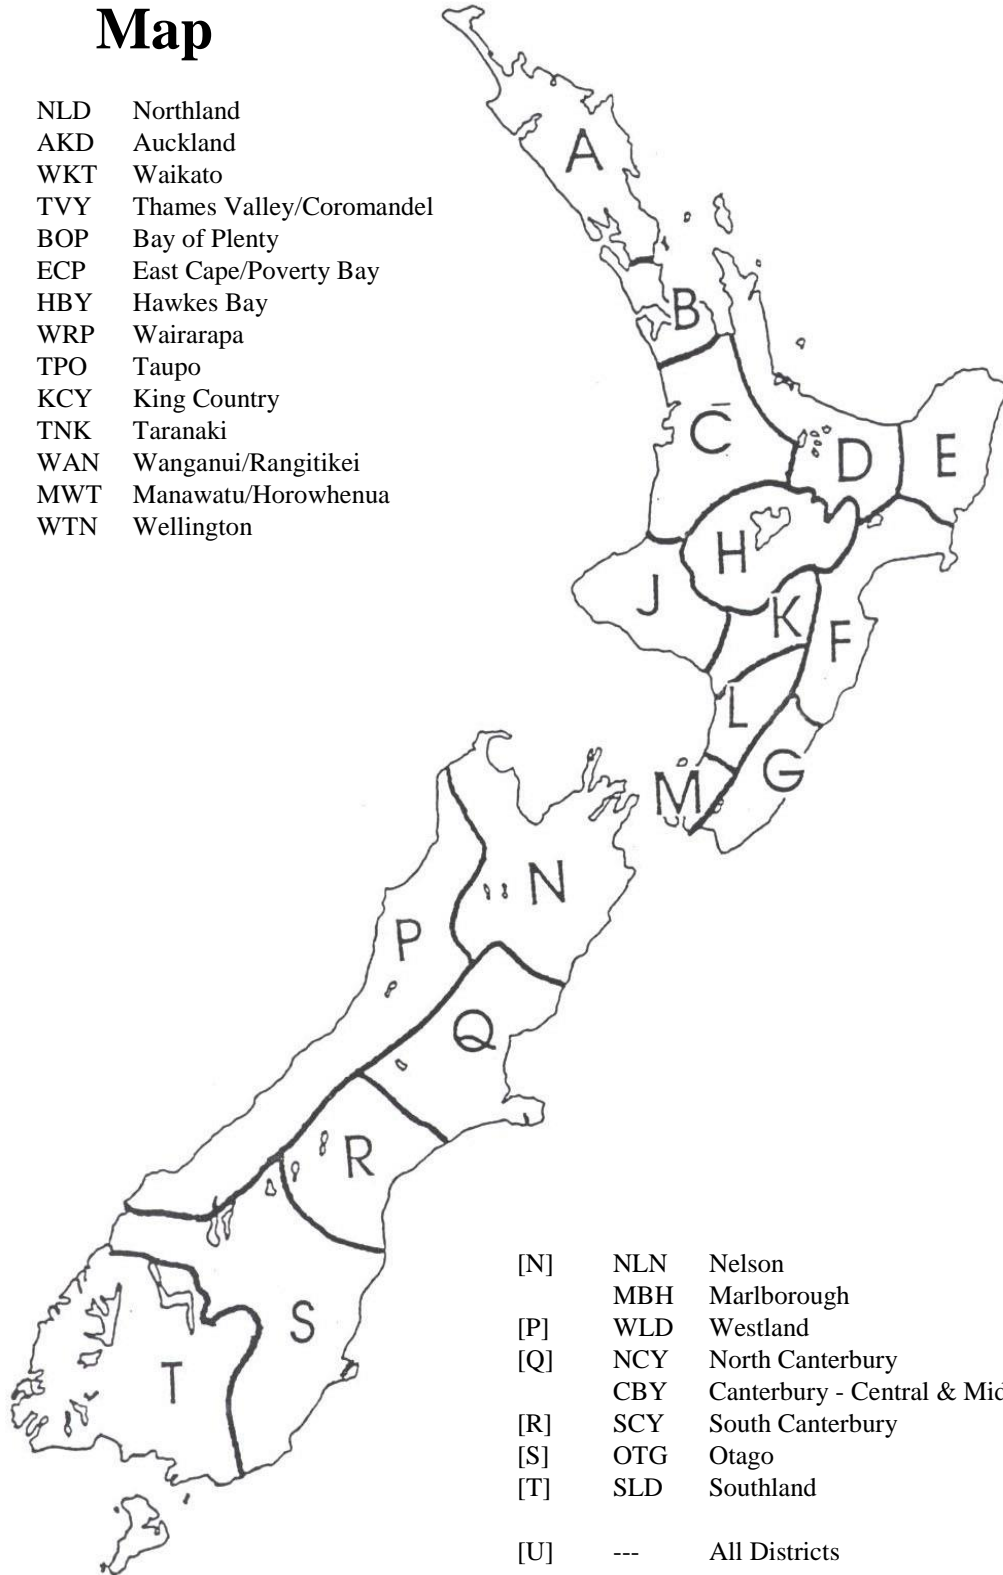 Map
NLD Northland
AKD Auckland
WKT Waikato
TVY Thames Valley/Coromandel
BOP Bay of Plenty
ECP East Cape/Poverty Bay
HBY Hawkes Bay
WRP Wairarapa
TPO Taupo
KCY King Country
TNK Taranaki
WAN Wanganui/Rangitikei
MWT Manawatu/Horowhenua
WTN Wellington
A
B
C
D
E
H
J
K
F
L
G
M
N
P
Q
R
S
T
[N] NLN Nelson
MBH Marlborough
[P] WLD Westland
[Q] NCY North Canterbury
CBY Canterbury - Central & Mid
[R] SCY South Canterbury
[S] OTG Otago
[T] SLD Southland
[U] --- All Districts